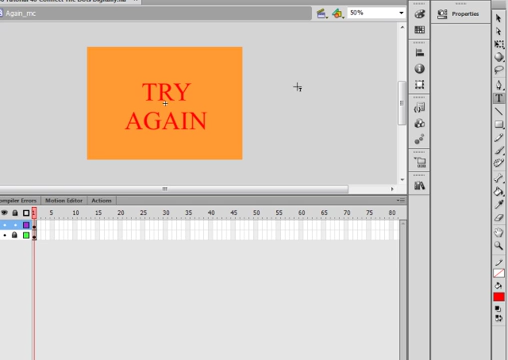 Again_mc
50%
Properties
TRY
AGAIN
Compiler Errors Motion Editor Actions
1 5 10 15 20 25 30 35 40 45 50 55 60 65 70 75 80